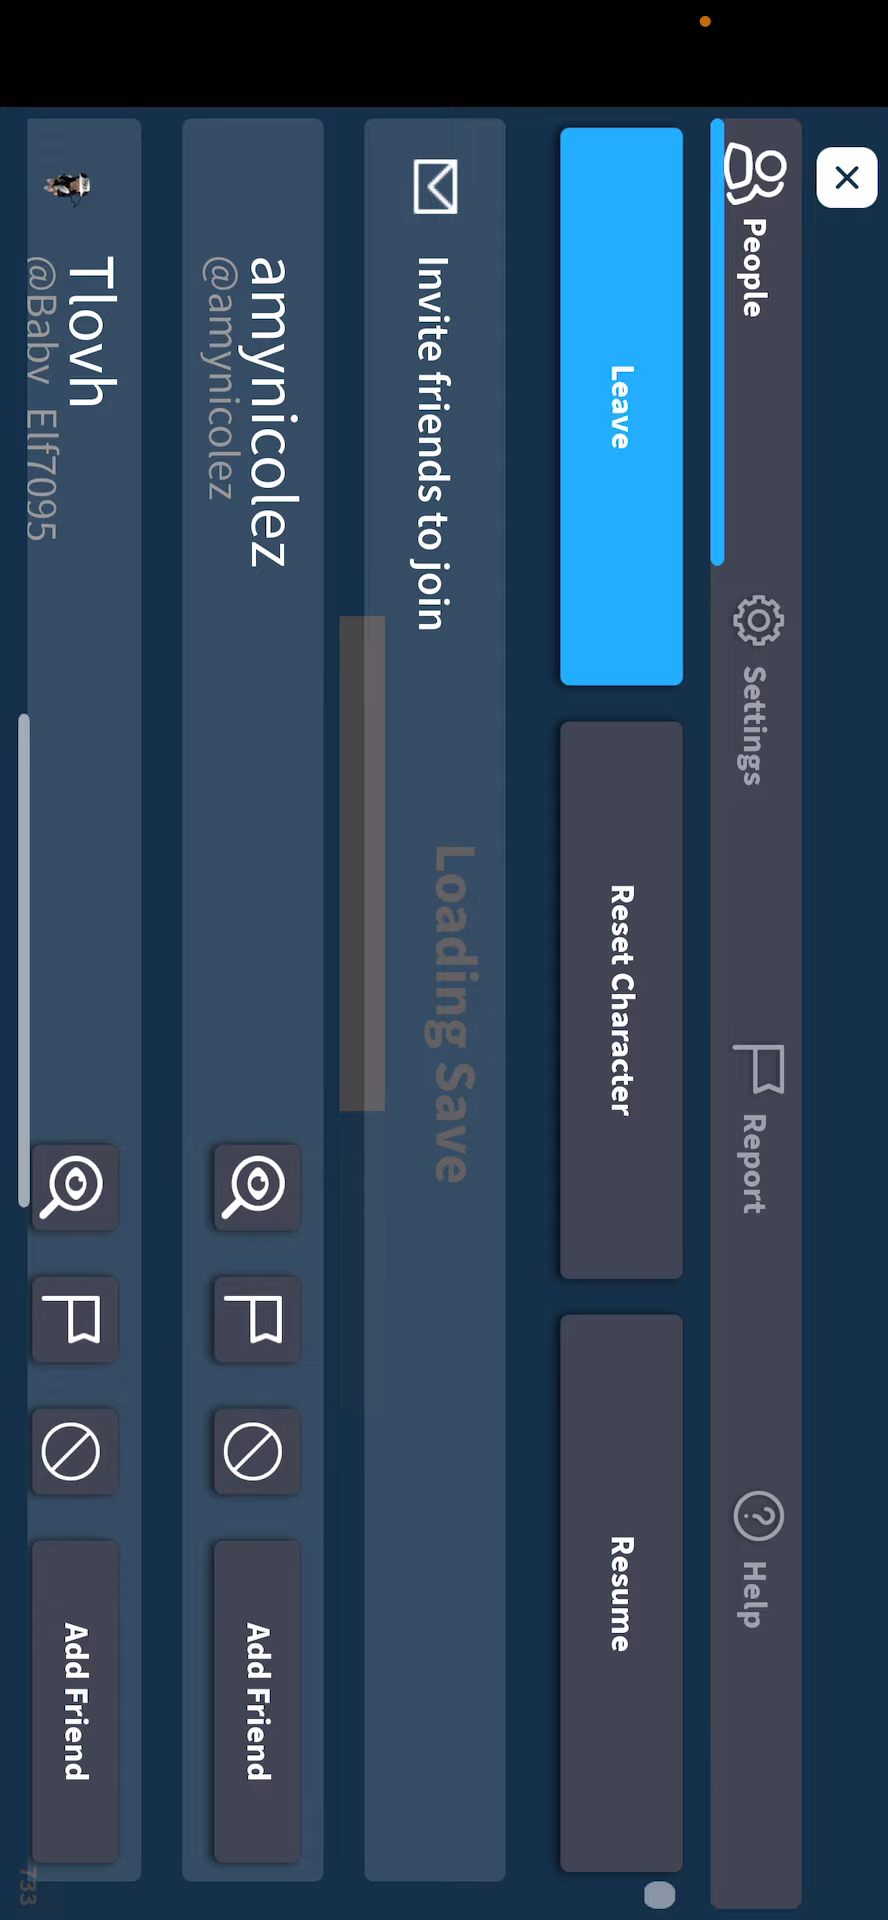 People
Settings
Report
Help
Leave
Reset Character
Resume
Invite friends to join
Loading Save
amynicolez
@amynicolez
Add Friend
Tlovh
@Baby_Elf7095
Add Friend
733